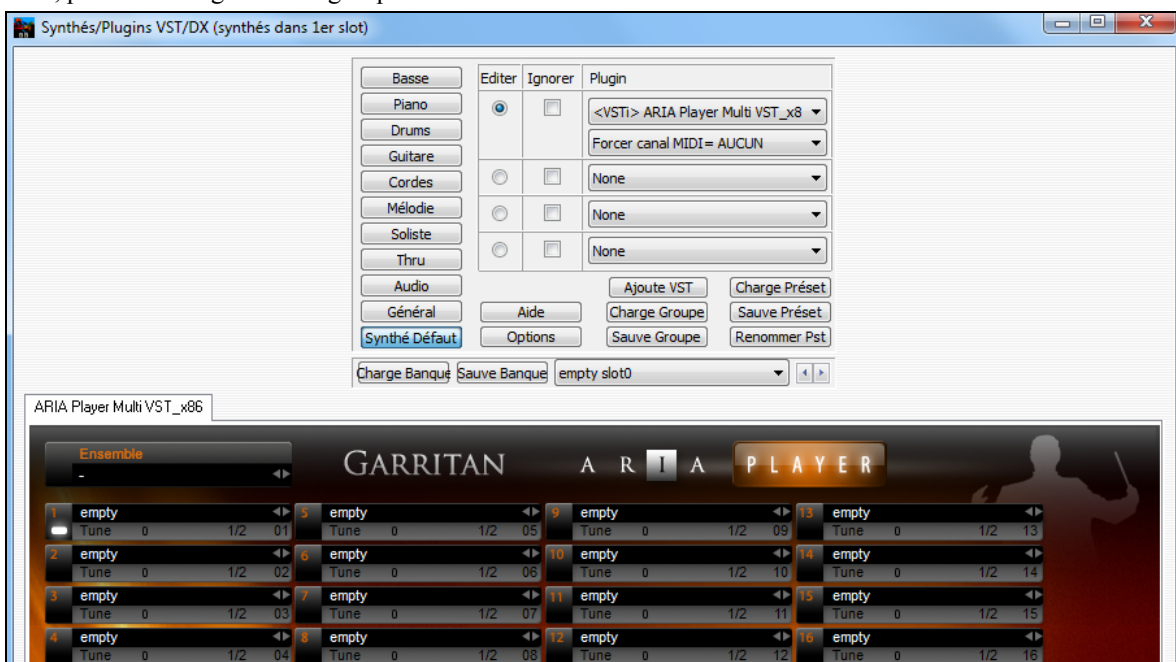 Synthés/Plugins VST/DX (synthés dans 1er slot)
Basse Editer Ignorer Plugin
Piano <VSTi> ARIA Player Multi VST_x8
Drums Forcer canal MIDI= AUCUN
Guitare
Cordes None
Mélodie None
Soliste
Thru None
Audio Ajoute VST Charge Préset
Général Aide Charge Groupe Sauve Préset
Synthé Défaut Options Sauve Groupe Renommer Pst
Charge Banque Sauve Banque empty slot0
ARIA Player Multi VST_x86
Ensemble
- GARRITAN ARIA PLAYER
1 empty 5 empty 9 empty 13 empty
Tune 0 1/2 01 Tune 0 1/2 05 Tune 0 1/2 09 Tune 0 1/2 13
2 empty 6 empty 10 empty 14 empty
Tune 0 1/2 02 Tune 0 1/2 06 Tune 0 1/2 10 Tune 0 1/2 14
3 empty 7 empty 11 empty 15 empty
Tune 0 1/2 03 Tune 0 1/2 07 Tune 0 1/2 11 Tune 0 1/2 15
4 empty 8 empty 12 empty 16 empty
Tune 0 1/2 04 Tune 0 1/2 08 Tune 0 1/2 12 Tune 0 1/2 16